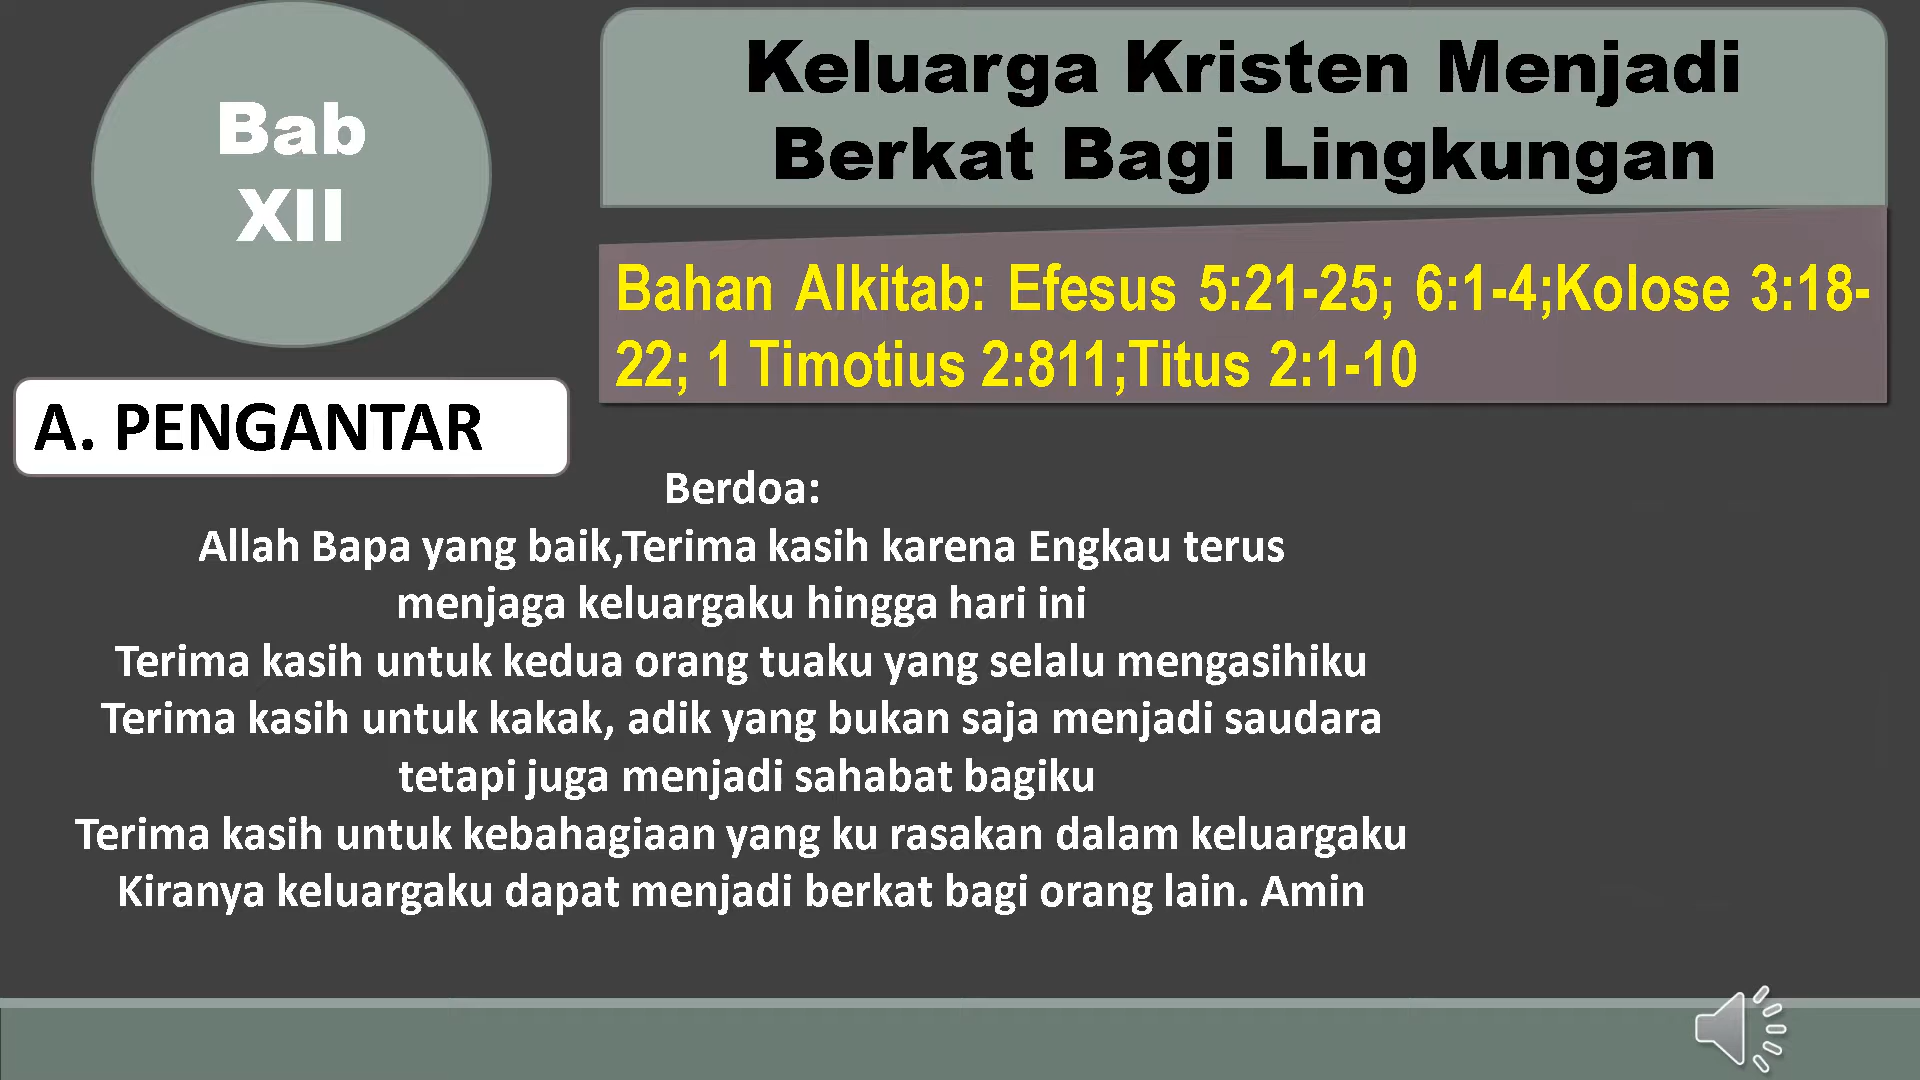 Bab
XII
Keluarga Kristen Menjadi
Berkat Bagi Lingkungan
Bahan Alkitab: Efesus 5:21-25; 6:1-4;Kolose 3:18-
22; 1 Timotius 2:811;Titus 2:1-10
A. PENGANTAR
Berdoa:
Allah Bapa yang baik,Terima kasih karena Engkau terus
menjaga keluargaku hingga hari ini
Terima kasih untuk kedua orang tuaku yang selalu mengasihiku
Terima kasih untuk kakak, adik yang bukan saja menjadi saudara
tetapi juga menjadi sahabat bagiku
Terima kasih untuk kebahagiaan yang ku rasakan dalam keluargaku
Kiranya keluargaku dapat menjadi berkat bagi orang lain. Amin